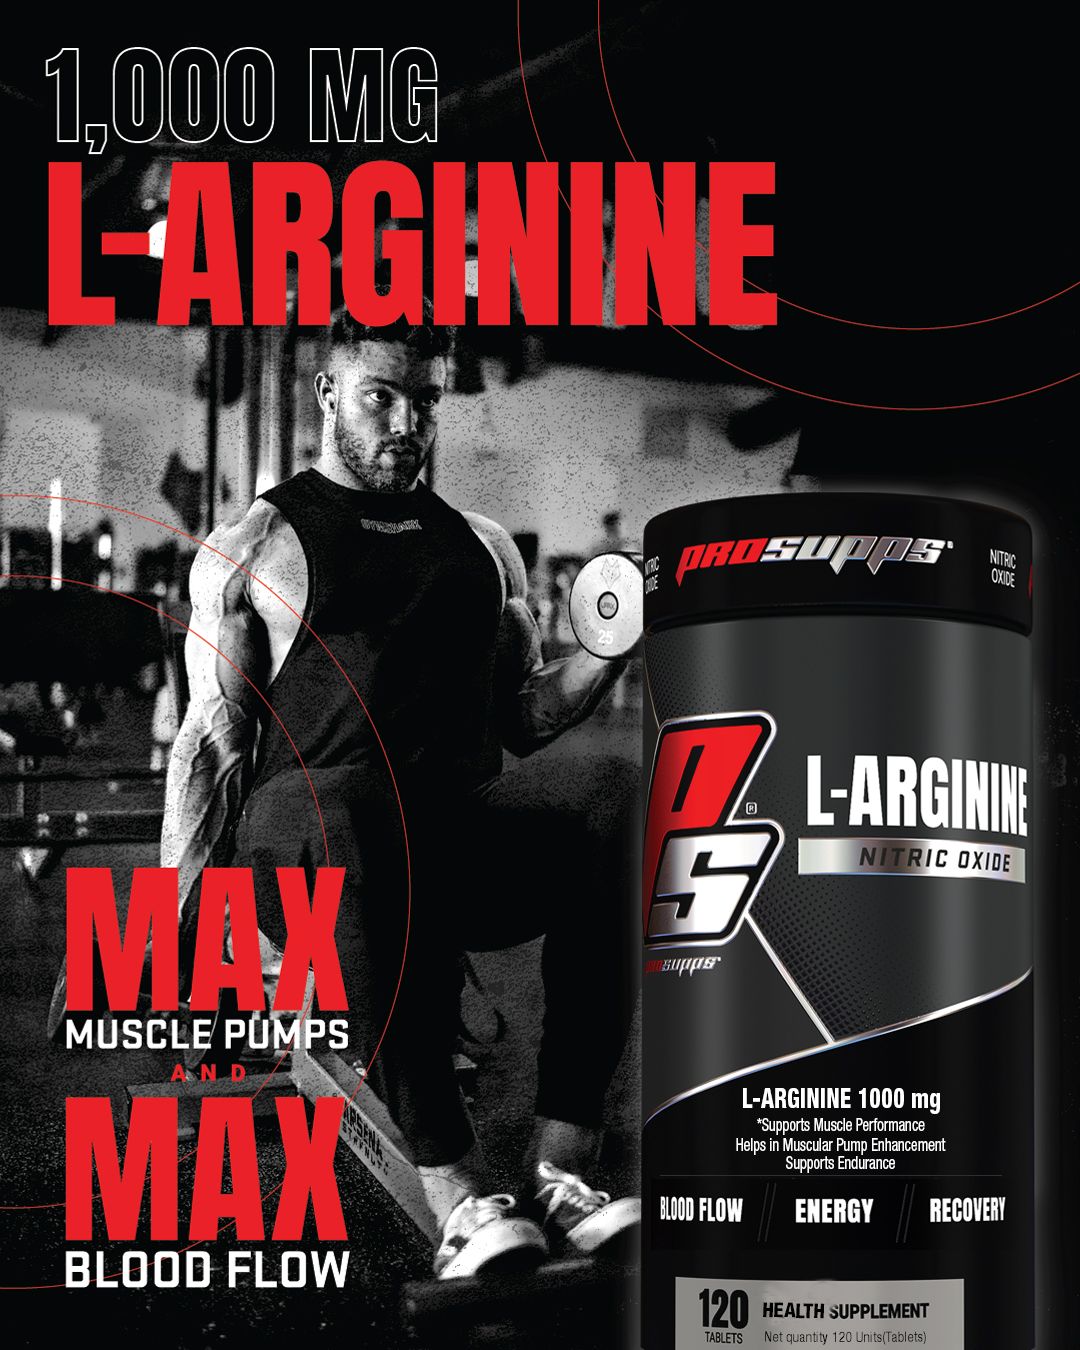 1,000 MG
L-ARGININE
GYMSHARK
25
MAX
MUSCLE PUMPS
AND
MAX
BLOOD FLOW
PROSUPPS
NITRIC
OXIDE
PS
®
PROSUPPS
L-ARGININE
NITRIC OXIDE
L-ARGININE 1000 mg
*Supports Muscle Performance
Helps in Muscular Pump Enhancement
Supports Endurance
BLOOD FLOW ENERGY RECOVERY
120 HEALTH SUPPLEMENT
TABLETS Net quantity 120 Units(Tablets)